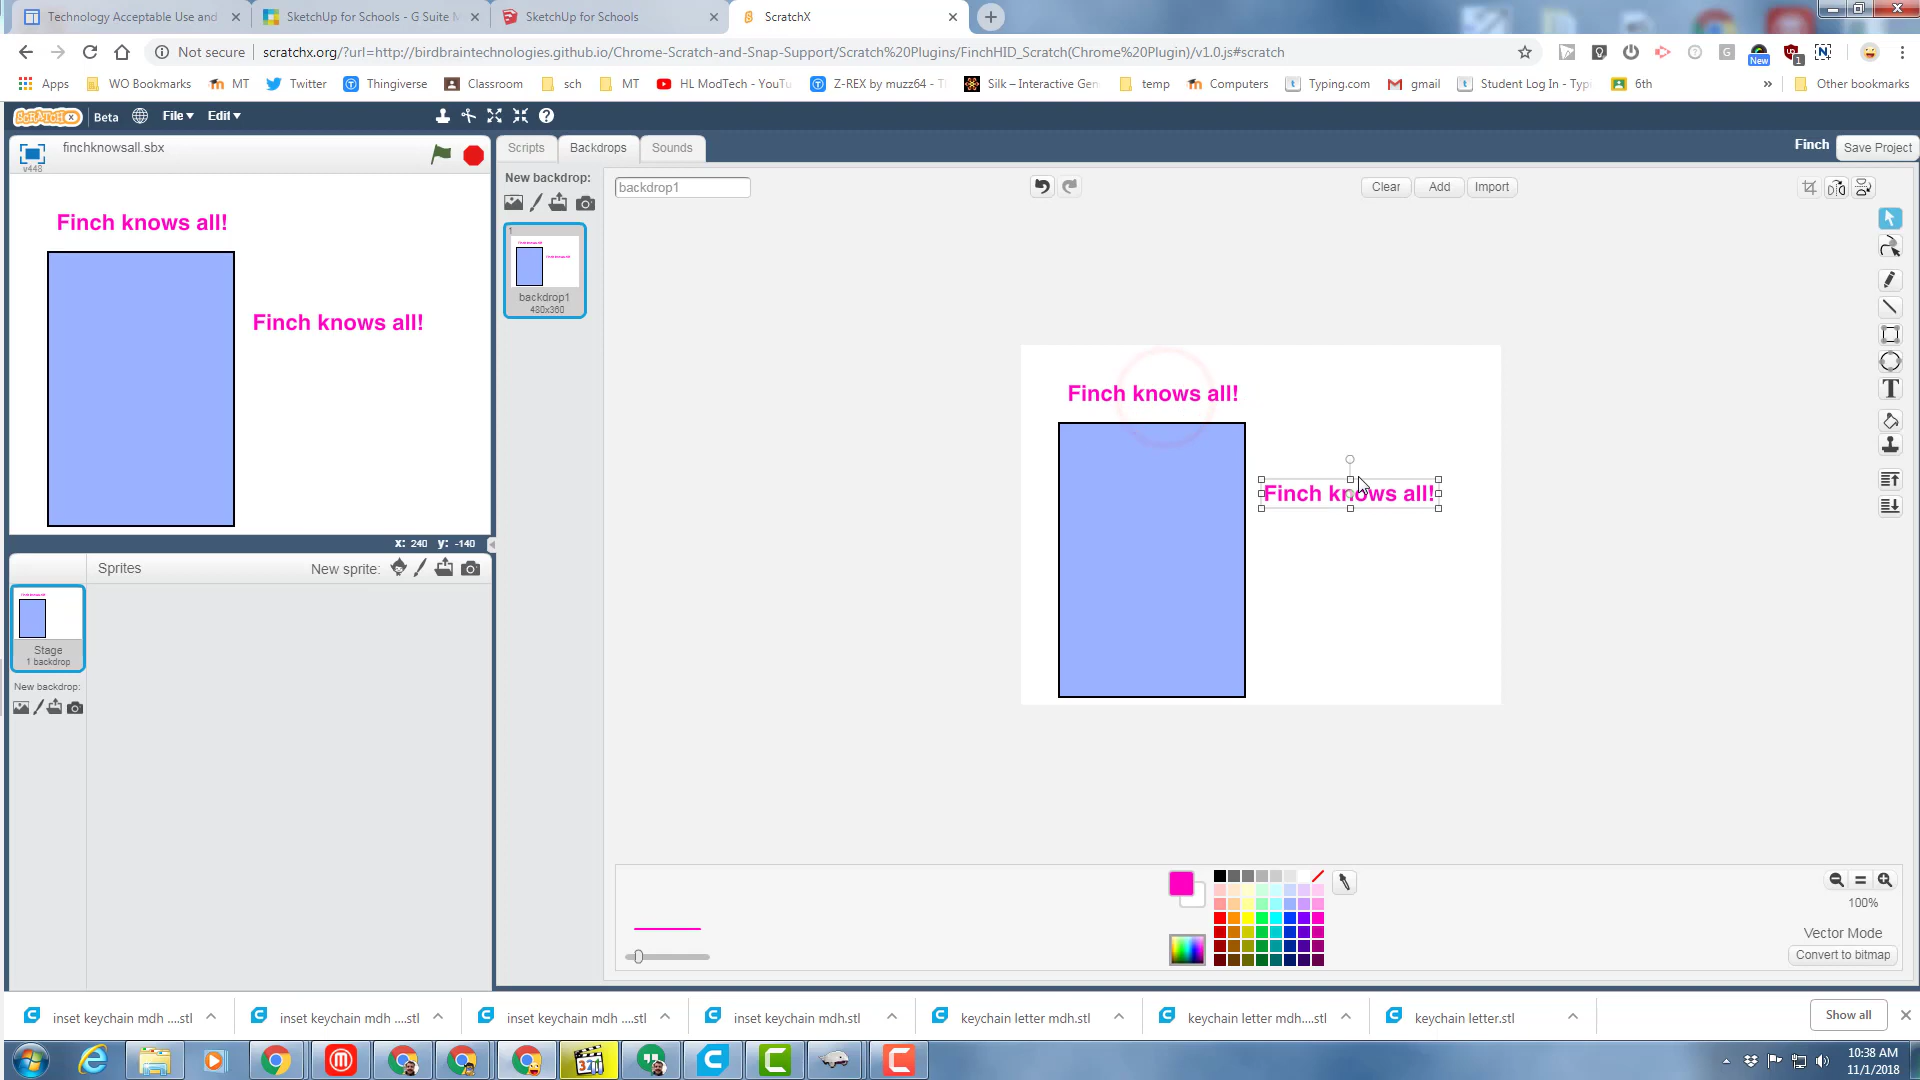 Technology Acceptable Use and
SketchUp for Schools - G Suite M
SketchUp for Schools
ScratchX
Not secure
scratchx.org/?url=http://birdbraintechnologies.github.io/Chrome-Scratch-and-Snap-Support/Scratch%20Plugins/FinchHID_Scratch(Chrome%20Plugin)/v1.0.js#scratch
New
1
Apps
WO Bookmarks
MT
Twitter
Thingiverse
Classroom
sch
MT
HL ModTech - YouTu
Z-REX by muzz64 - T
Silk – Interactive Gen
temp
Computers
Typing.com
gmail
Student Log In - Typi
6th
»
Other bookmarks
SCRATCHX
Beta
File
Edit
finchknowsall.sbx
v448
Finch knows all!
Finch knows all!
x: 240 y: -140
Sprites
New sprite:
Stage
1 backdrop
New backdrop:
Scripts
Backdrops
Sounds
Finch
Save Project
New backdrop:
1
backdrop1
480x360
backdrop1
Clear
Add
Import
T
Finch knows all!
Finch knows all!
100%
Vector Mode
Convert to bitmap
inset keychain mdh ....stl
inset keychain mdh ....stl
inset keychain mdh ....stl
inset keychain mdh.stl
keychain letter mdh.stl
keychain letter mdh....stl
keychain letter.stl
Show all
10:38 AM
11/1/2018